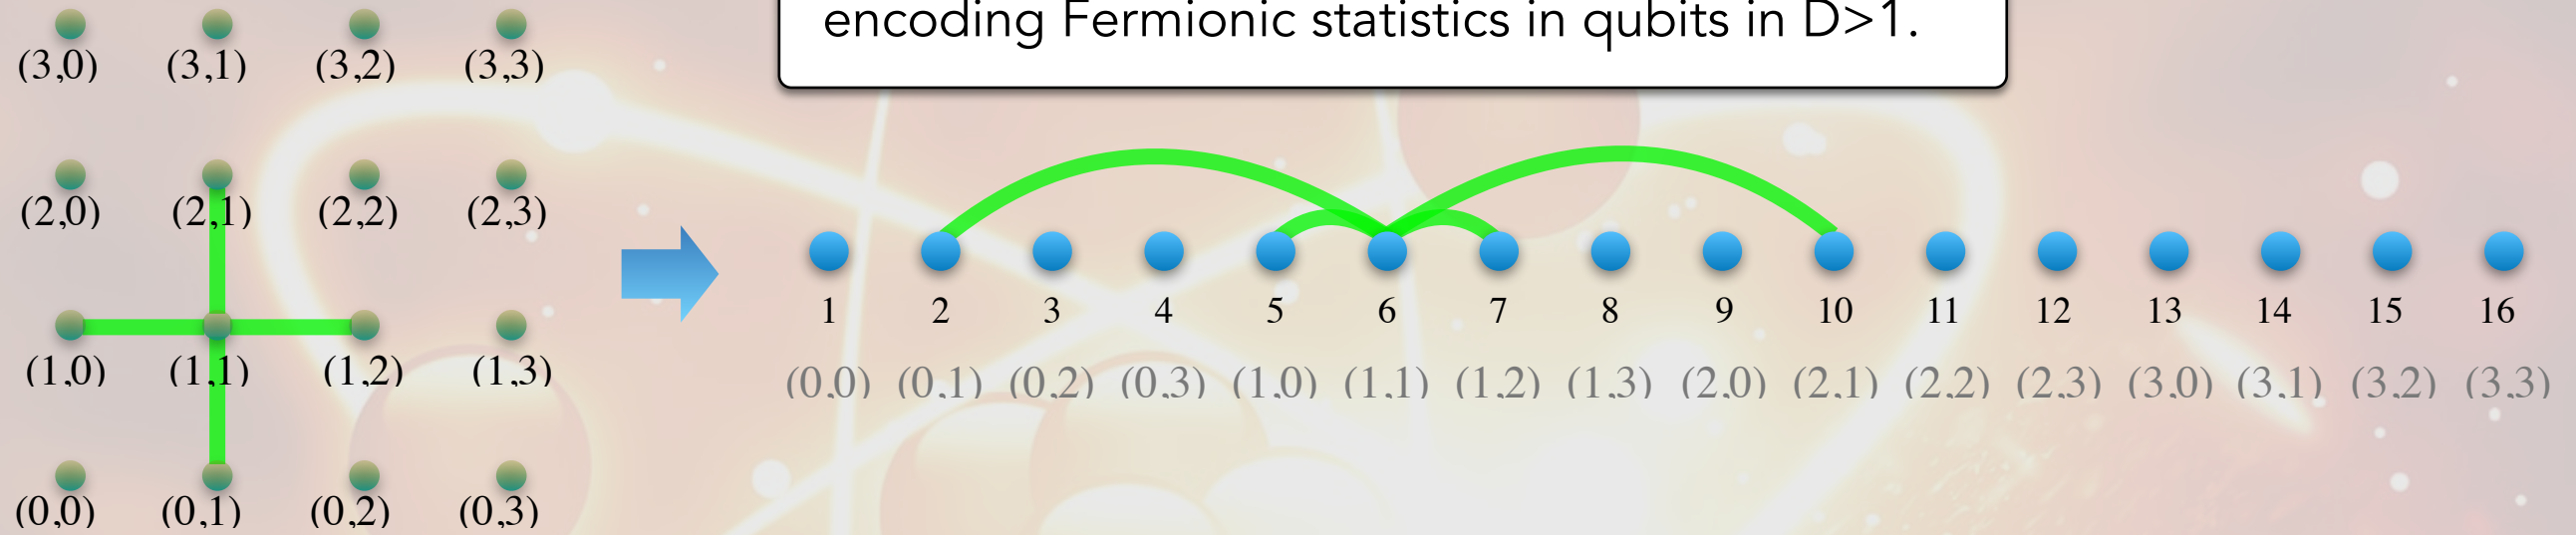 encoding Fermionic statistics in qubits in D>1.
(3,0) (3,1) (3,2) (3,3)
(2,0) (2,1) (2,2) (2,3)
(1,0) (1,1) (1,2) (1,3)
(0,0) (0,1) (0,2) (0,3)
1 2 3 4 5 6 7 8 9 10 11 12 13 14 15 16
(0,0) (0,1) (0,2) (0,3) (1,0) (1,1) (1,2) (1,3) (2,0) (2,1) (2,2) (2,3) (3,0) (3,1) (3,2) (3,3)